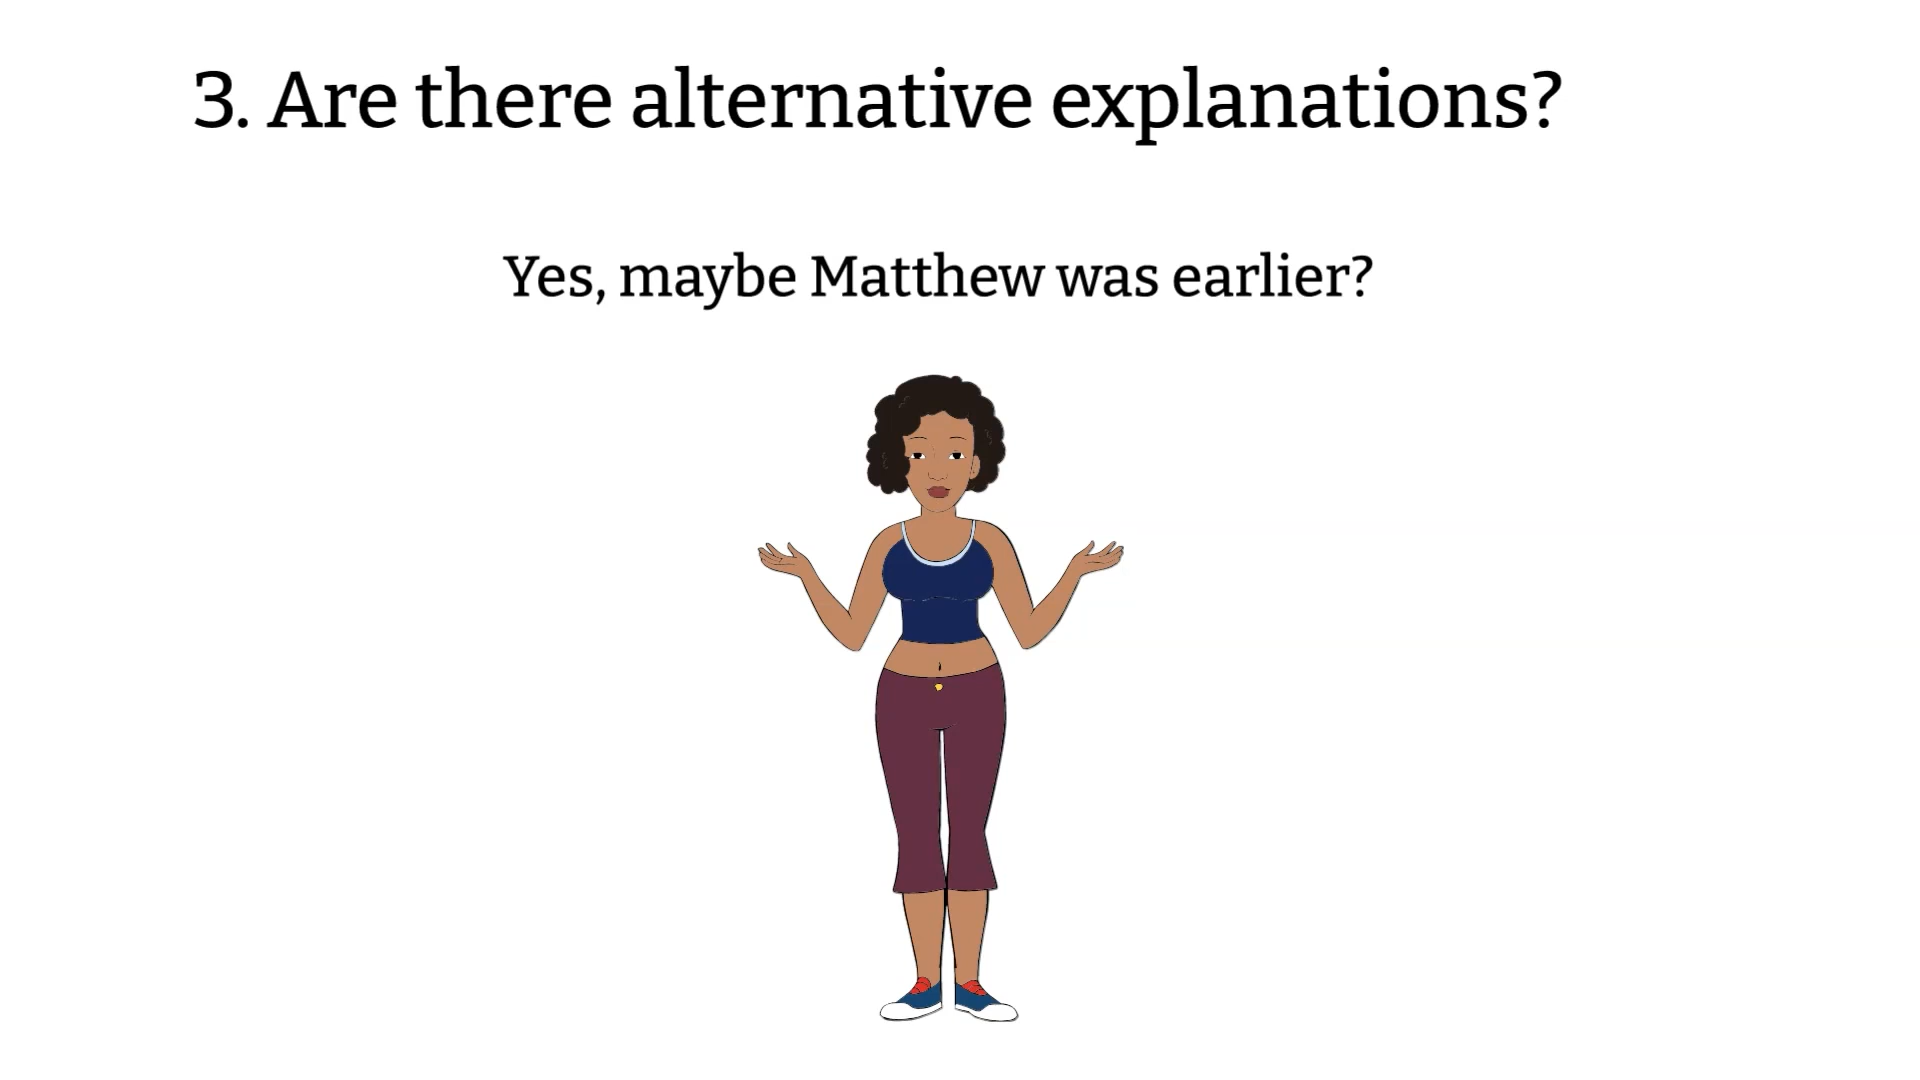 3. Are there alternative explanations?
Yes, maybe Matthew was earlier?